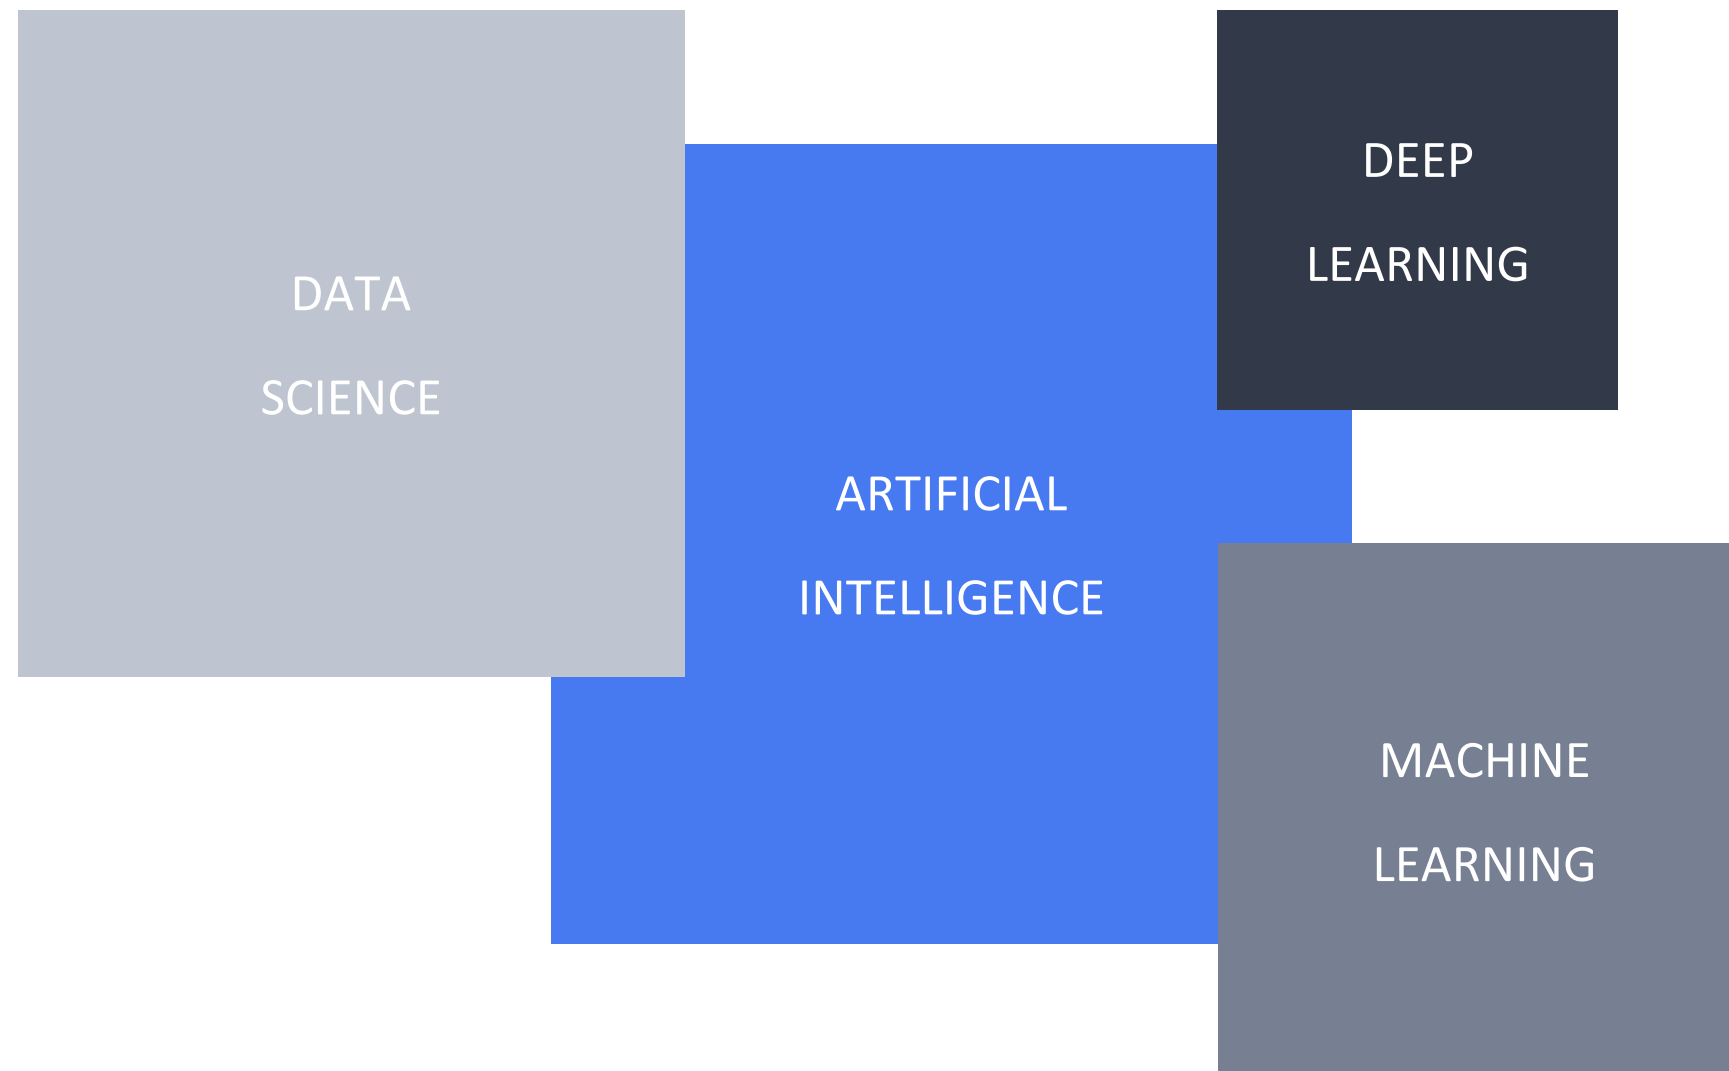 DATA
SCIENCE
ARTIFICIAL
INTELLIGENCE
DEEP
LEARNING
MACHINE
LEARNING